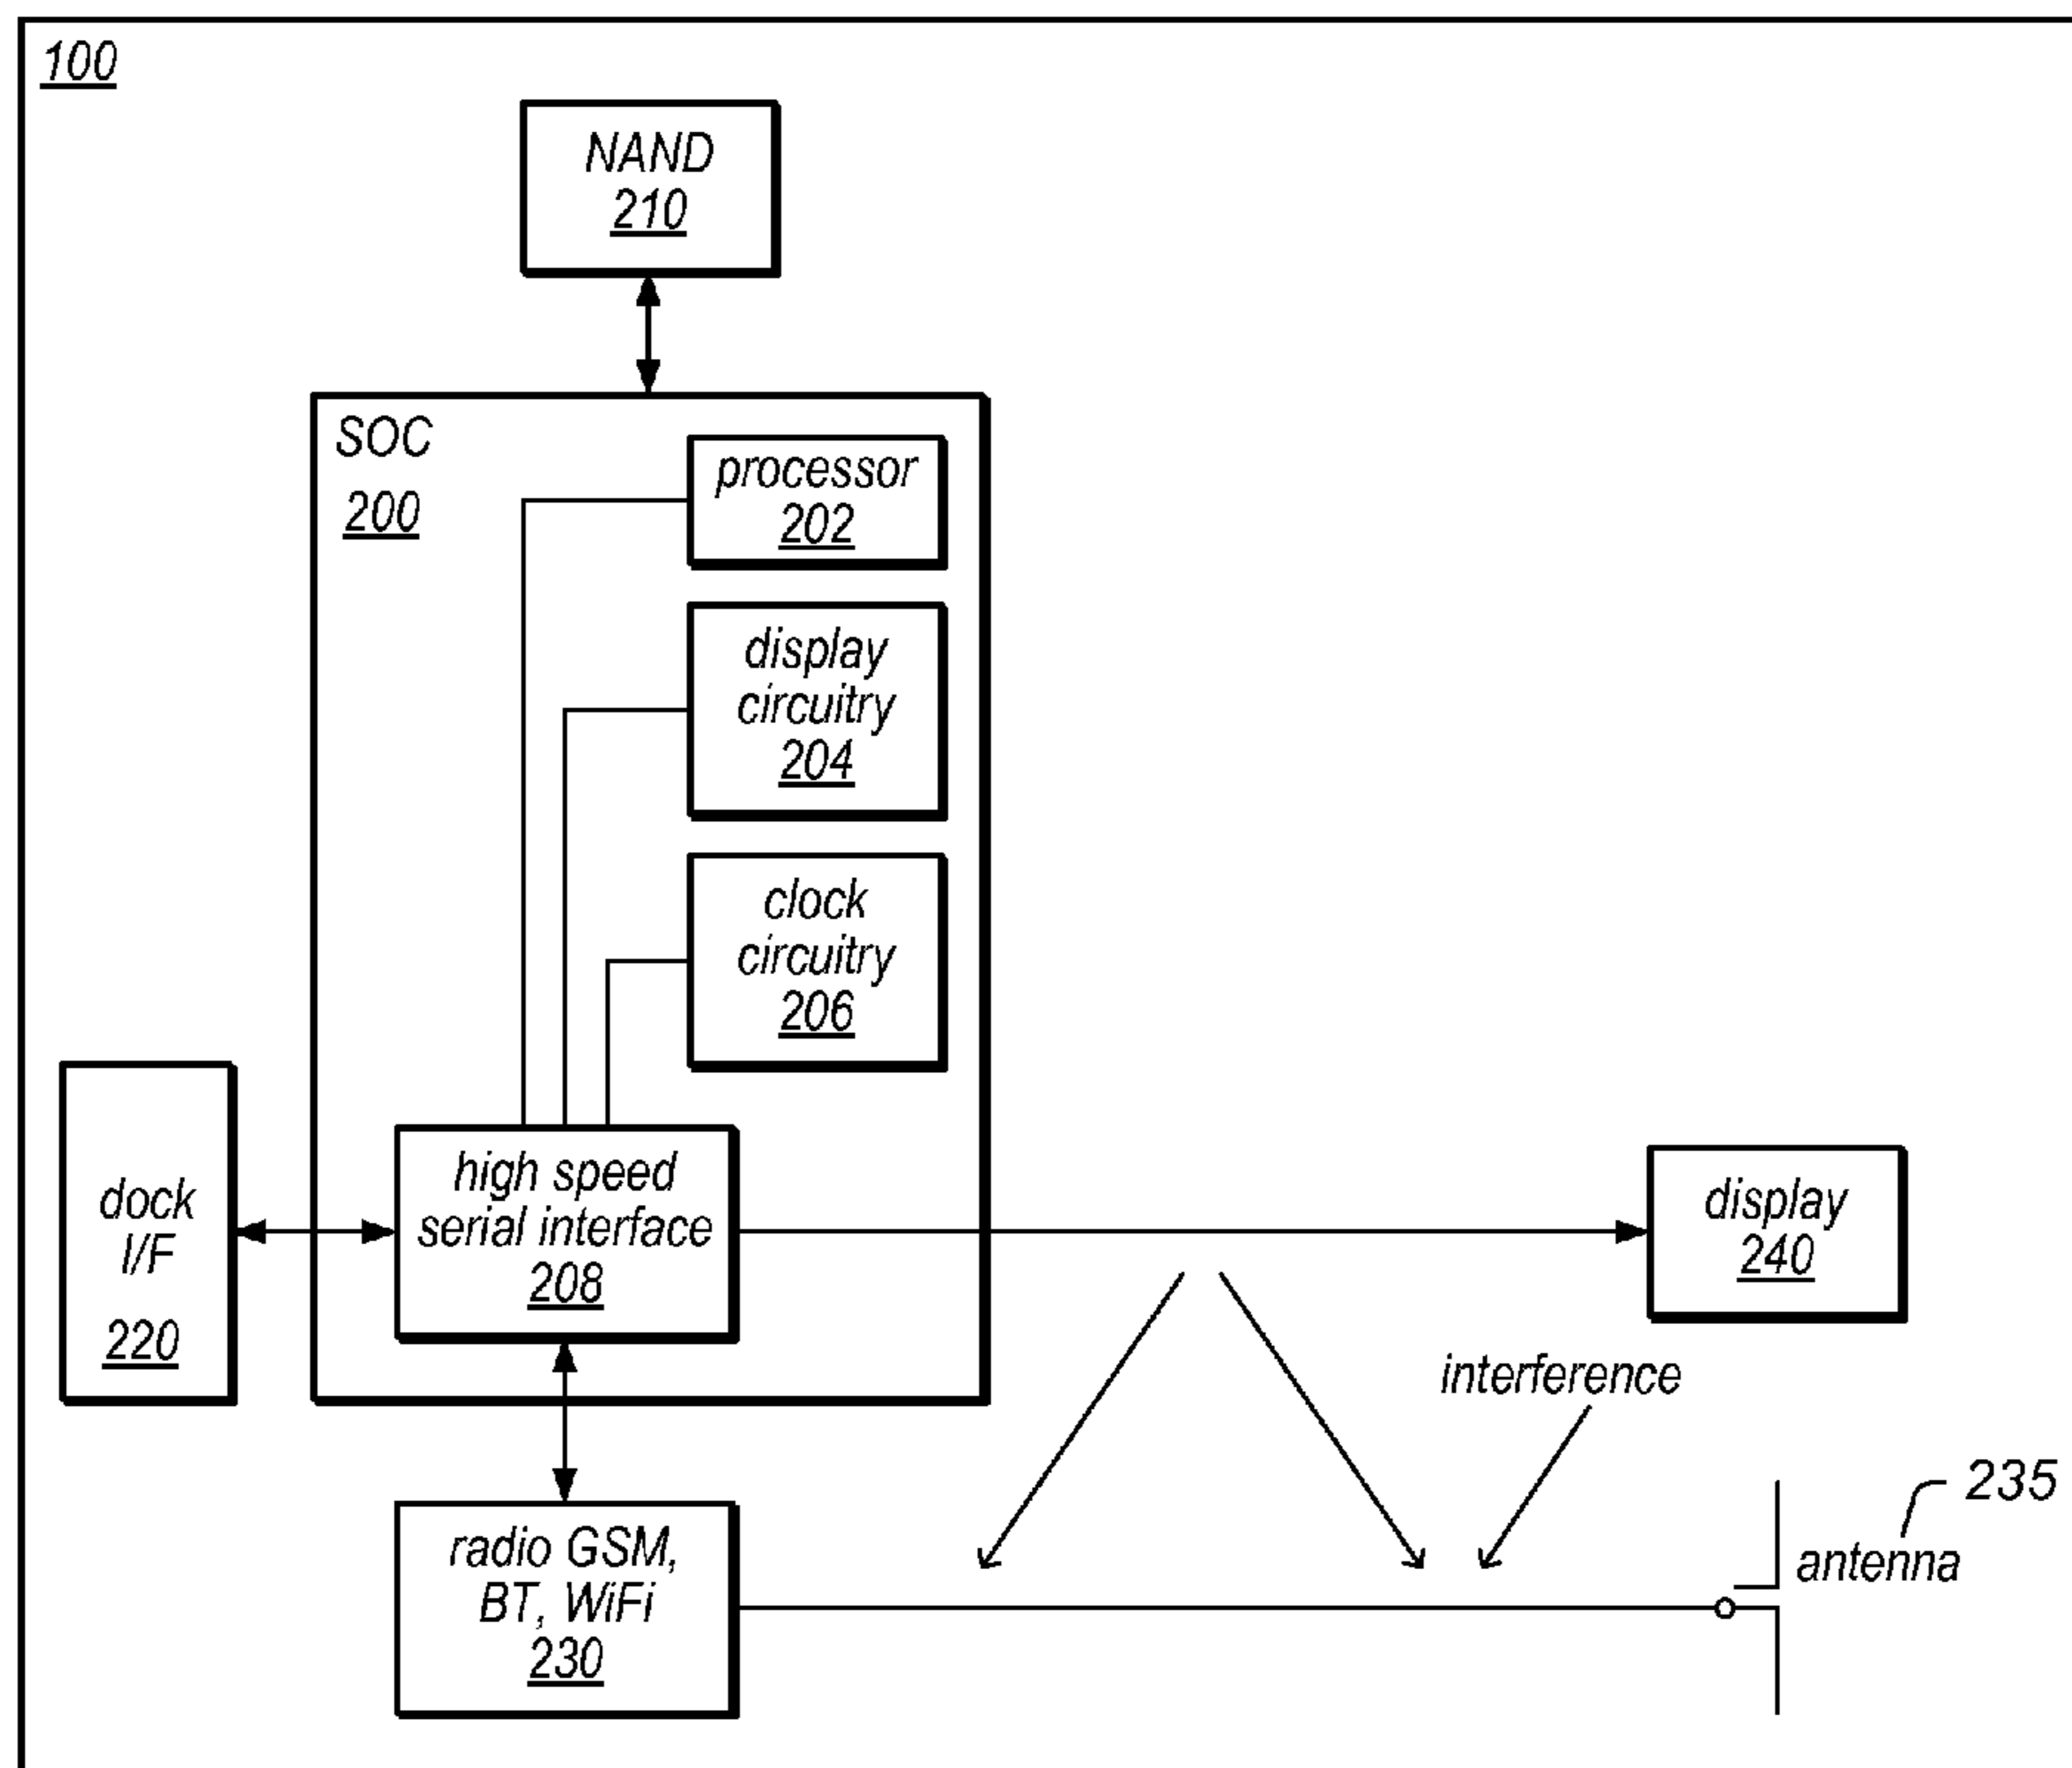 100
NAND
210
SOC
200
processor
202
display
circuitry
204
clock
circuitry
206
dock
I/F
220
high speed
serial interface
208
display
240
interference
235
antenna
radio GSM,
BT, WiFi
230